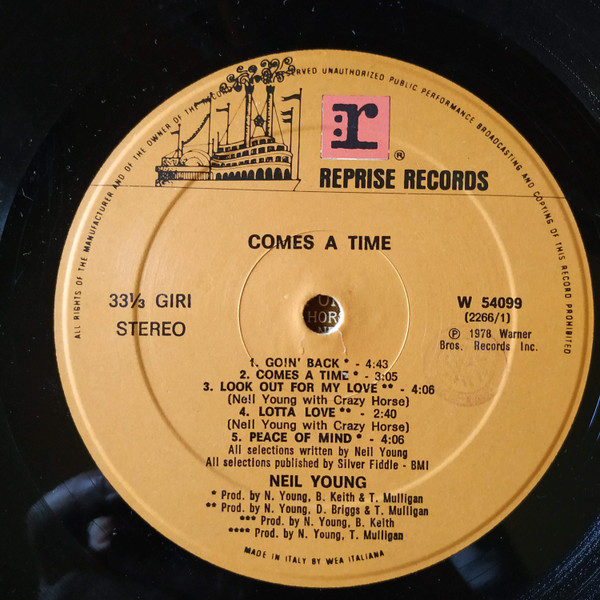 ALL RIGHTS OF THE MANUFACTURER AND OF THE OWNER OF THE RECORDED WORK RESERVED UNAUTHORIZED PUBLIC PERFORMANCE BROADCASTING AND COPYING OF THIS RECORD PROHIBITED
:r
®
REPRISE RECORDS
COMES A TIME
33⅓ GIRI
STEREO
W 54099
(2266/1)
℗ 1978 Warner
Bros. Records Inc.
HORS
1. GOIN' BACK * - 4:43
2. COMES A TIME * - 3:05
3. LOOK OUT FOR MY LOVE ** - 4:06
(Neil Young with Crazy Horse)
4. LOTTA LOVE ** - 2:40
(Neil Young with Crazy Horse)
5. PEACE OF MIND * - 4:06
All selections written by Neil Young
All selections published by Silver Fiddle - BMI
NEIL YOUNG
* Prod. by N. Young, B. Keith & T. Mulligan
** Prod. by N. Young, D. Briggs & T. Mulligan
*** Prod. by N. Young, B. Keith
**** Prod. by N. Young, T. Mulligan
MADE IN ITALY BY WEA ITALIANA